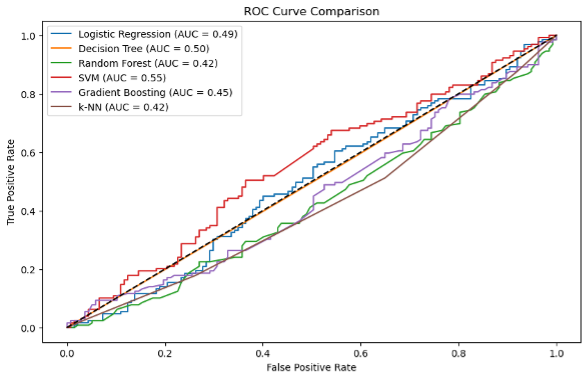 ROC Curve Comparison
Logistic Regression (AUC = 0.49)
Decision Tree (AUC = 0.50)
Random Forest (AUC = 0.42)
SVM (AUC = 0.55)
Gradient Boosting (AUC = 0.45)
k-NN (AUC = 0.42)
True Positive Rate
1.0
0.8
0.6
0.4
0.2
0.0
0.0 0.2 0.4 0.6 0.8 1.0
False Positive Rate